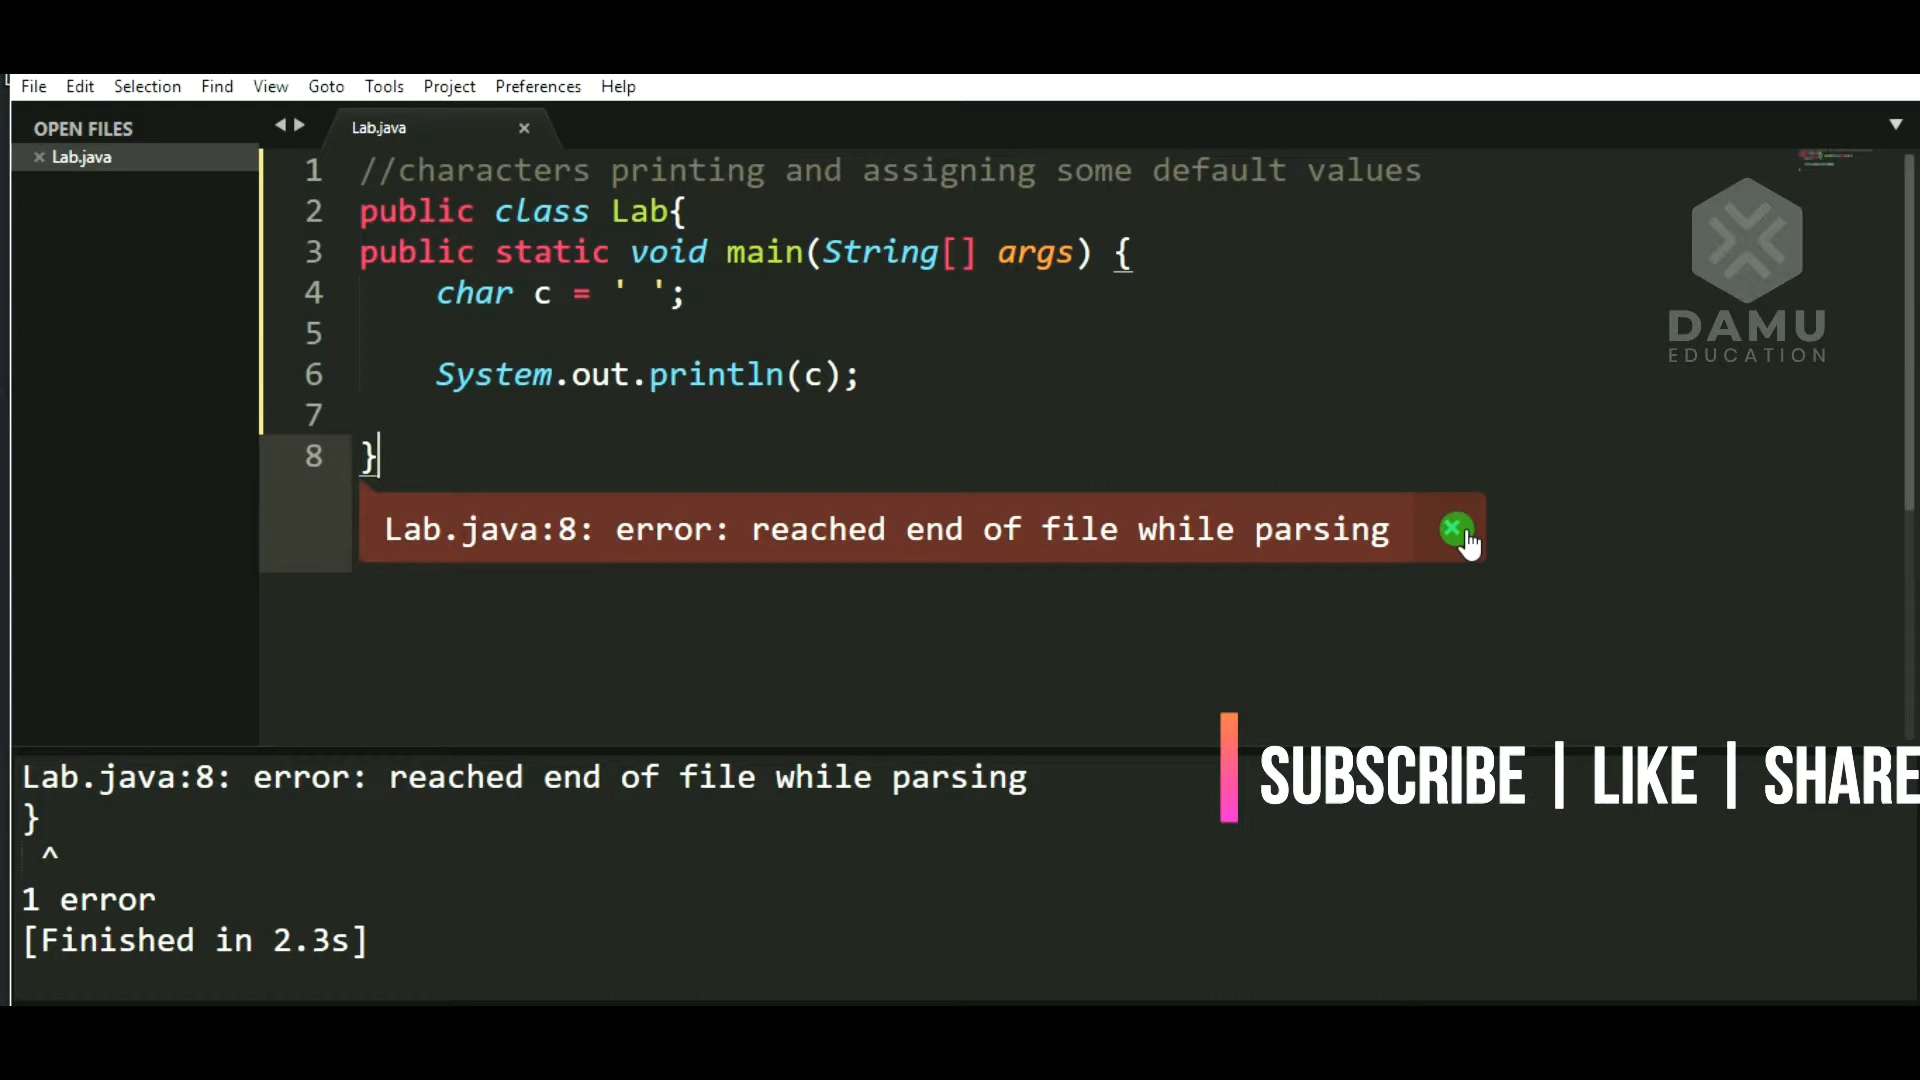 File Edit Selection Find View Goto Tools Project Preferences Help
OPEN FILES
Lab.java
Lab.java
1 //characters printing and assigning some default values
2 public class Lab{
3 public static void main(String[] args) {
4 char c = ' ';
5
6 System.out.println(c);
7
8 }
Lab.java:8: error: reached end of file while parsing
DAMU
EDUCATION
SUBSCRIBE | LIKE | SHARE
Lab.java:8: error: reached end of file while parsing
}
^
1 error
[Finished in 2.3s]